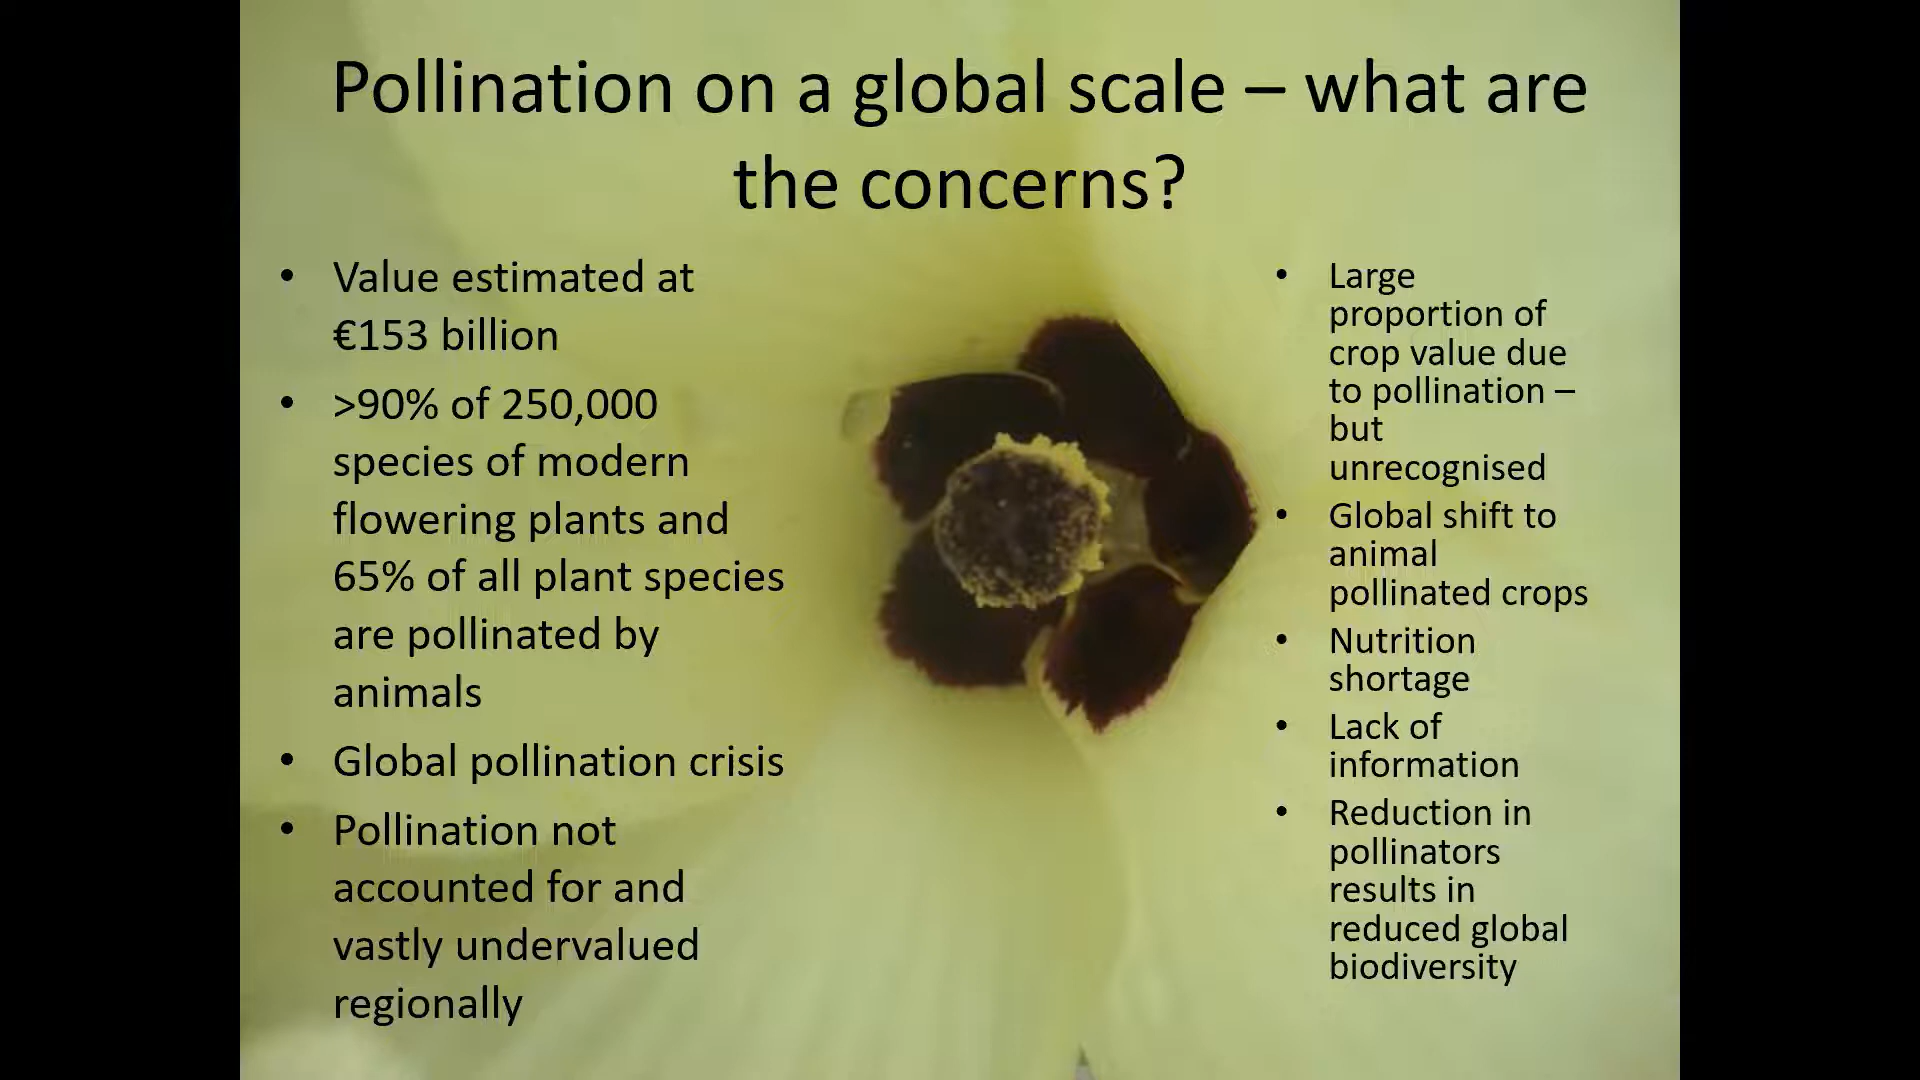 Pollination on a global scale – what are
the concerns?
• Value estimated at
€153 billion
• >90% of 250,000
species of modern
flowering plants and
65% of all plant species
are pollinated by
animals
• Global pollination crisis
• Pollination not
accounted for and
vastly undervalued
regionally
• Large
proportion of
crop value due
to pollination –
but
unrecognised
• Global shift to
animal
pollinated crops
• Nutrition
shortage
• Lack of
information
• Reduction in
pollinators
results in
reduced global
biodiversity